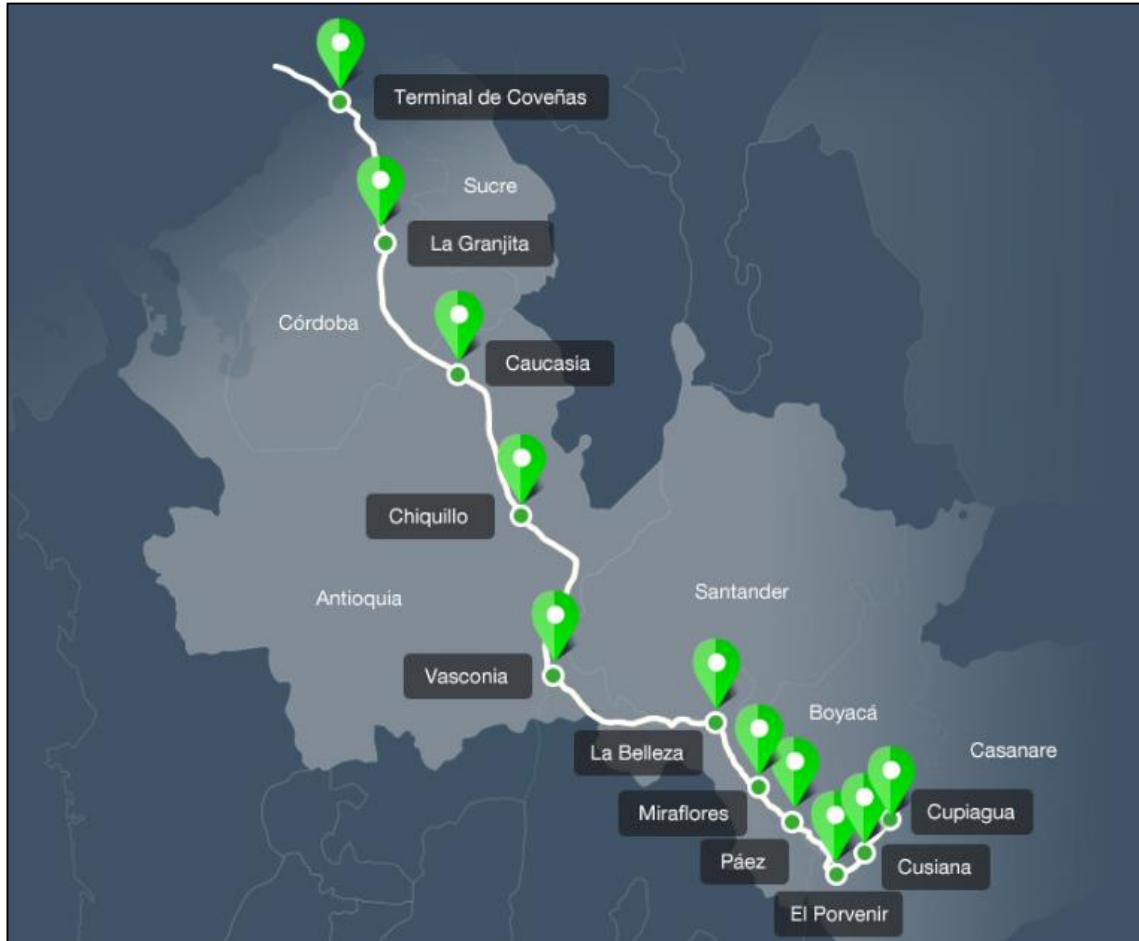 Terminal de Coveñas
Sucre
La Granjita
Córdoba
Caucasia
Chiquillo
Antioquia
Santander
Vasconia
Boyacá
La Belleza
Casanare
Miraflores
Cupiagua
Páez
Cusiana
El Porvenir